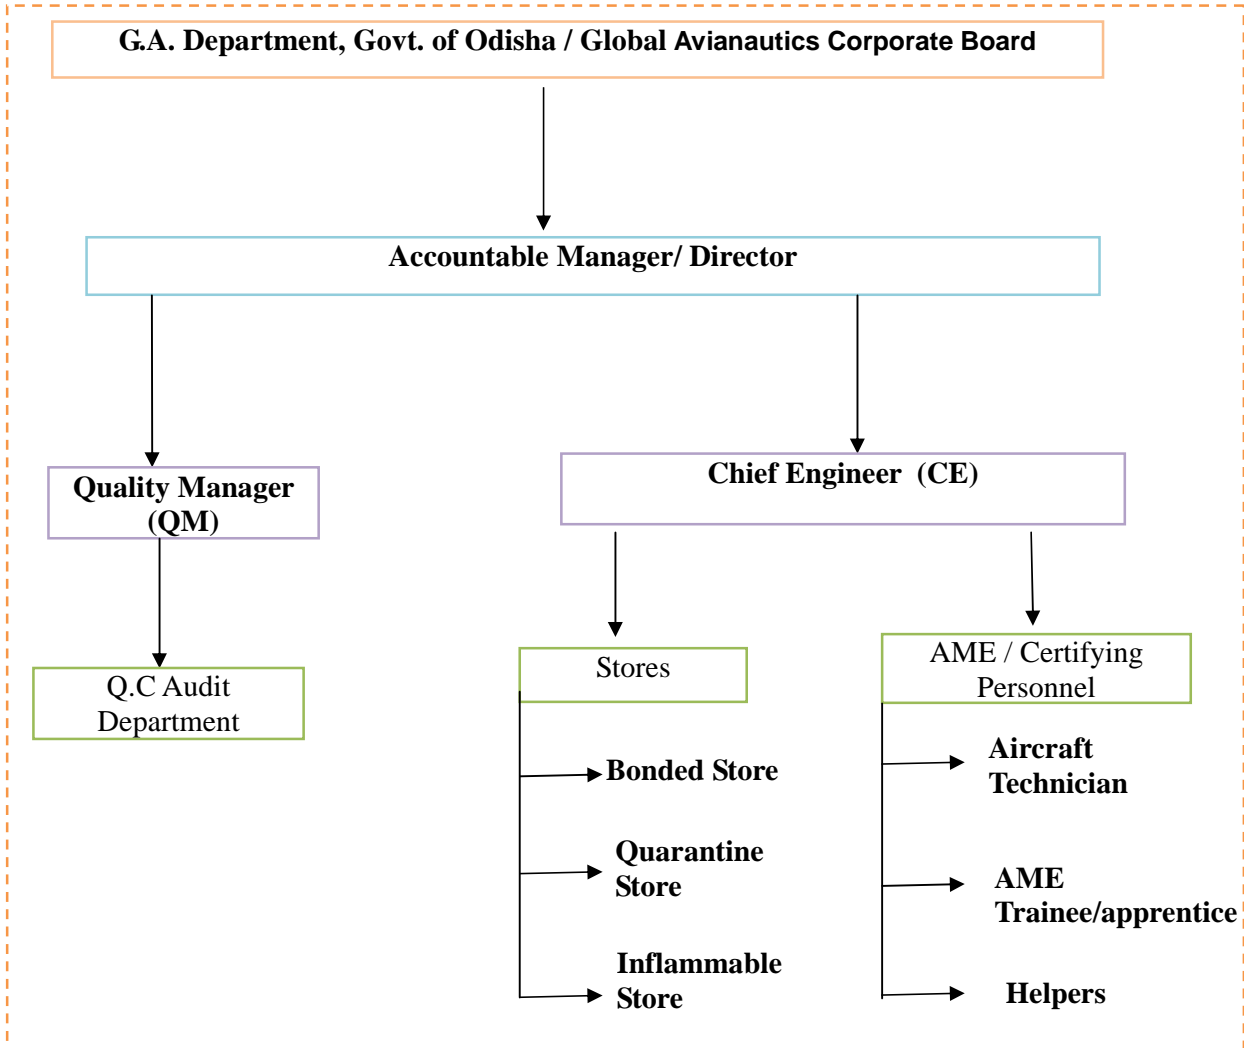 G.A. Department, Govt. of Odisha / Global Avianautics Corporate Board
Accountable Manager/ Director
Quality Manager
(QM)
Chief Engineer (CE)
Q.C Audit
Department
Stores
AME / Certifying
Personnel
Bonded Store
Quarantine
Store
Inflammable
Store
Aircraft
Technician
AME
Trainee/apprentice
Helpers